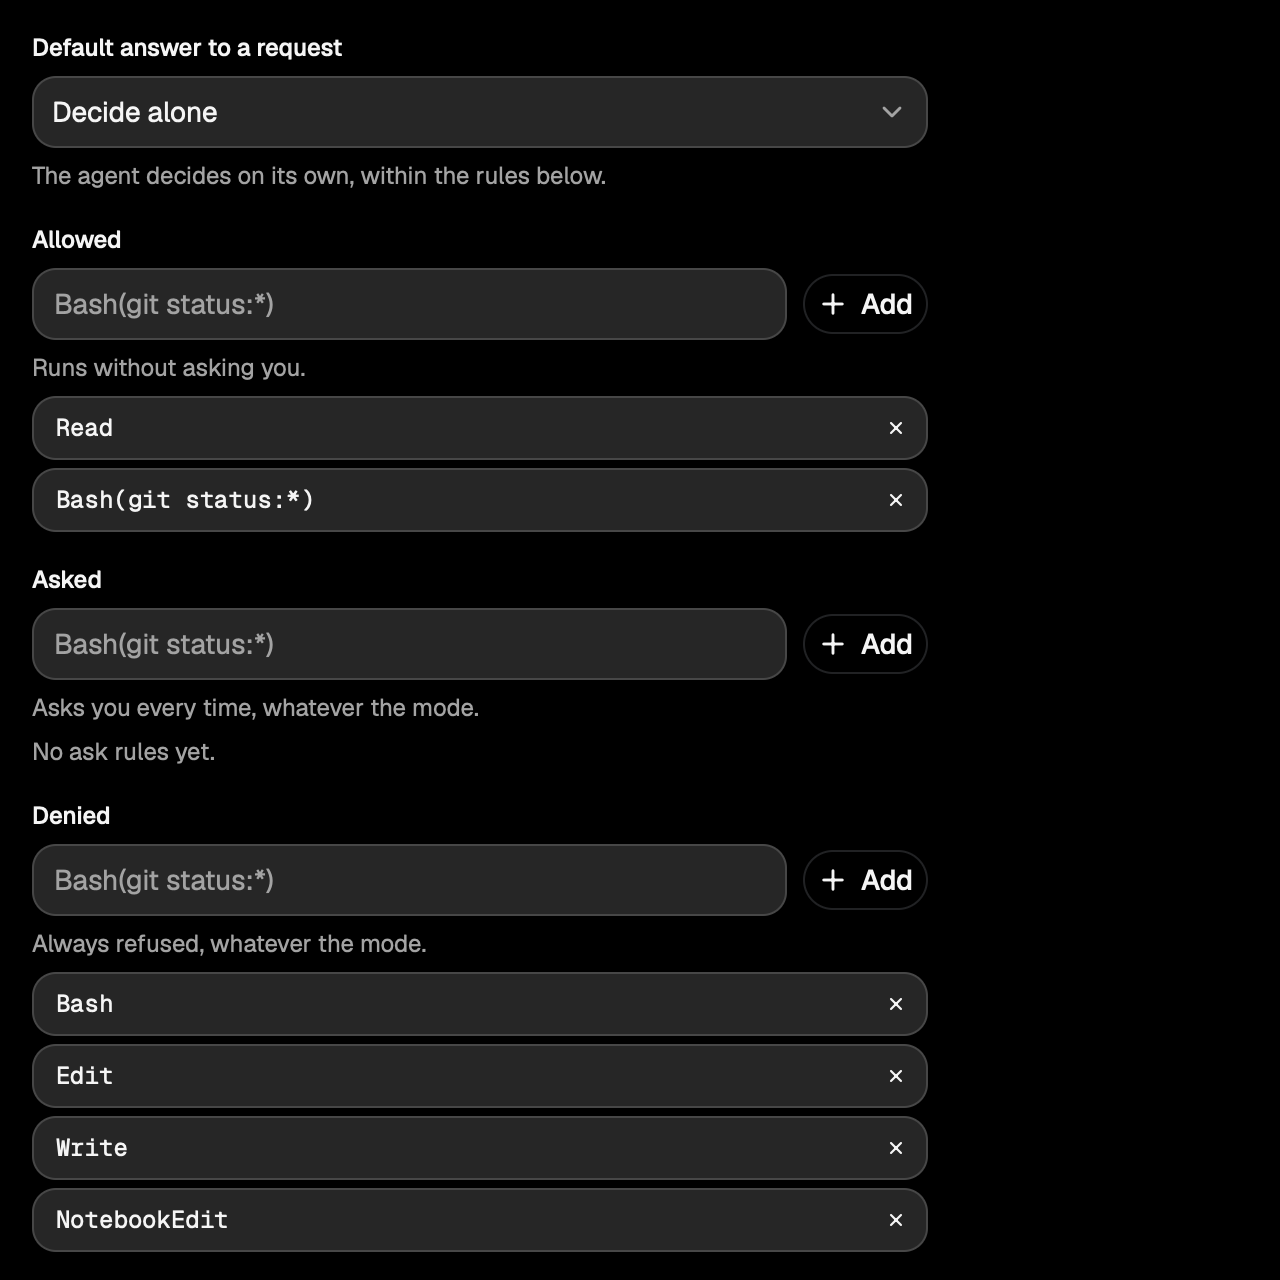 Default answer to a request
Decide alone
The agent decides on its own, within the rules below.
Allowed
Bash(git status:*)
+ Add
Runs without asking you.
Read ×
Bash(git status:*) ×
Asked
Bash(git status:*)
+ Add
Asks you every time, whatever the mode.
No ask rules yet.
Denied
Bash(git status:*)
+ Add
Always refused, whatever the mode.
Bash ×
Edit ×
Write ×
NotebookEdit ×